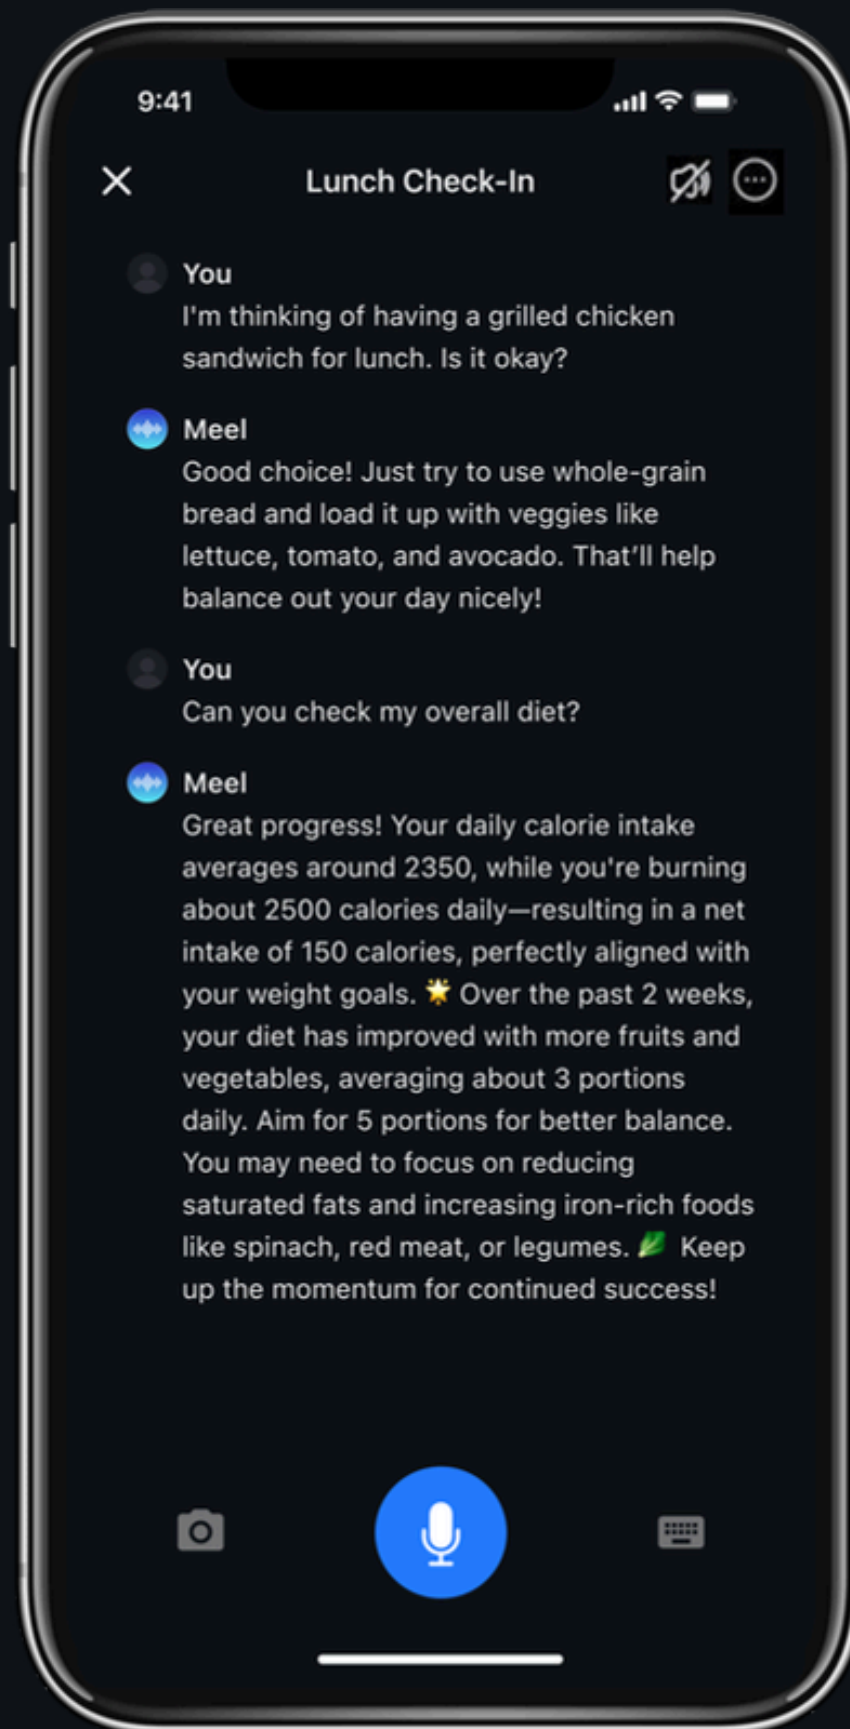 9:41
Lunch Check-In
You
I'm thinking of having a grilled chicken
sandwich for lunch. Is it okay?
Meel
Good choice! Just try to use whole-grain
bread and load it up with veggies like
lettuce, tomato, and avocado. That’ll help
balance out your day nicely!
You
Can you check my overall diet?
Meel
Great progress! Your daily calorie intake
averages around 2350, while you're burning
about 2500 calories daily—resulting in a net
intake of 150 calories, perfectly aligned with
your weight goals. 🌟 Over the past 2 weeks,
your diet has improved with more fruits and
vegetables, averaging about 3 portions
daily. Aim for 5 portions for better balance.
You may need to focus on reducing
saturated fats and increasing iron-rich foods
like spinach, red meat, or legumes. 🥬 Keep
up the momentum for continued success!